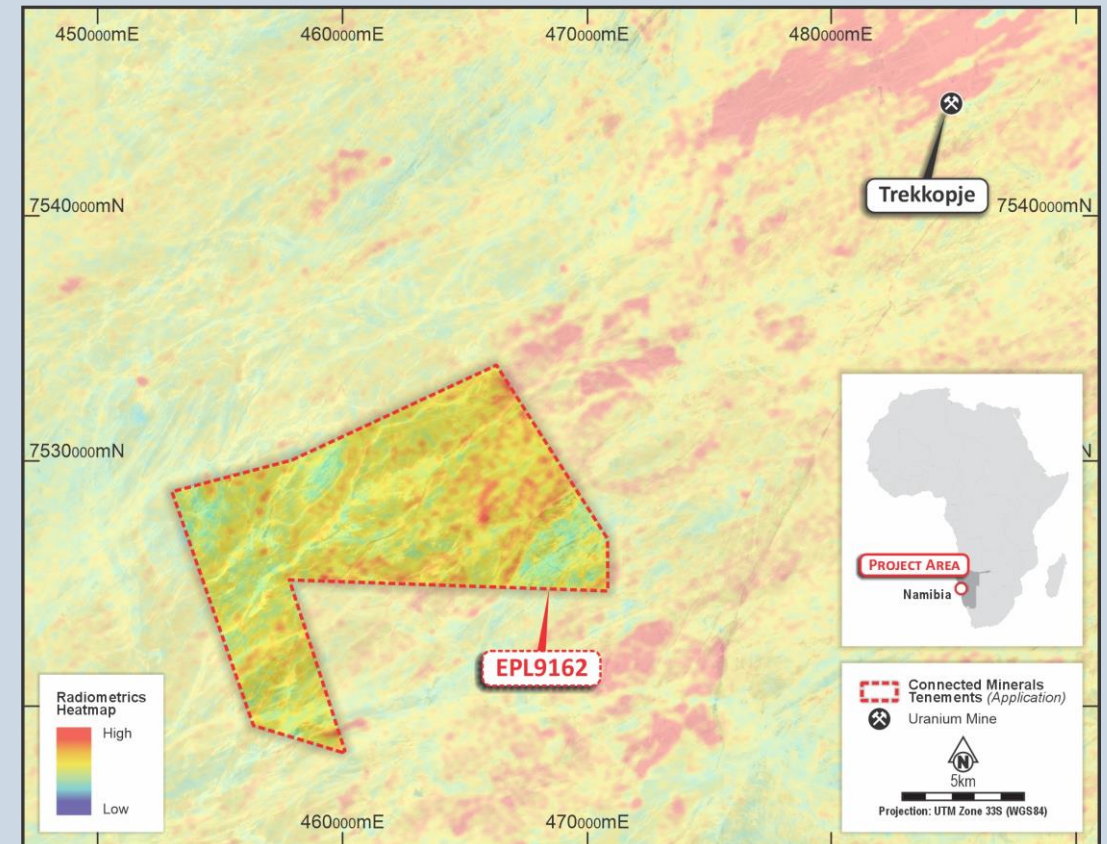 450000mE
460000mE
470000mE
480000mE
Trekkopje
7540000mN
7540000mN
7530000mN
N
PROJECT AREA
Namibia
EPL9162
Radiometrics
Heatmap
High
Low
Connected Minerals
Tenements (Application)
Uranium Mine
N
5km
Projection: UTM Zone 33S (WGS84)
460000mE
470000mE